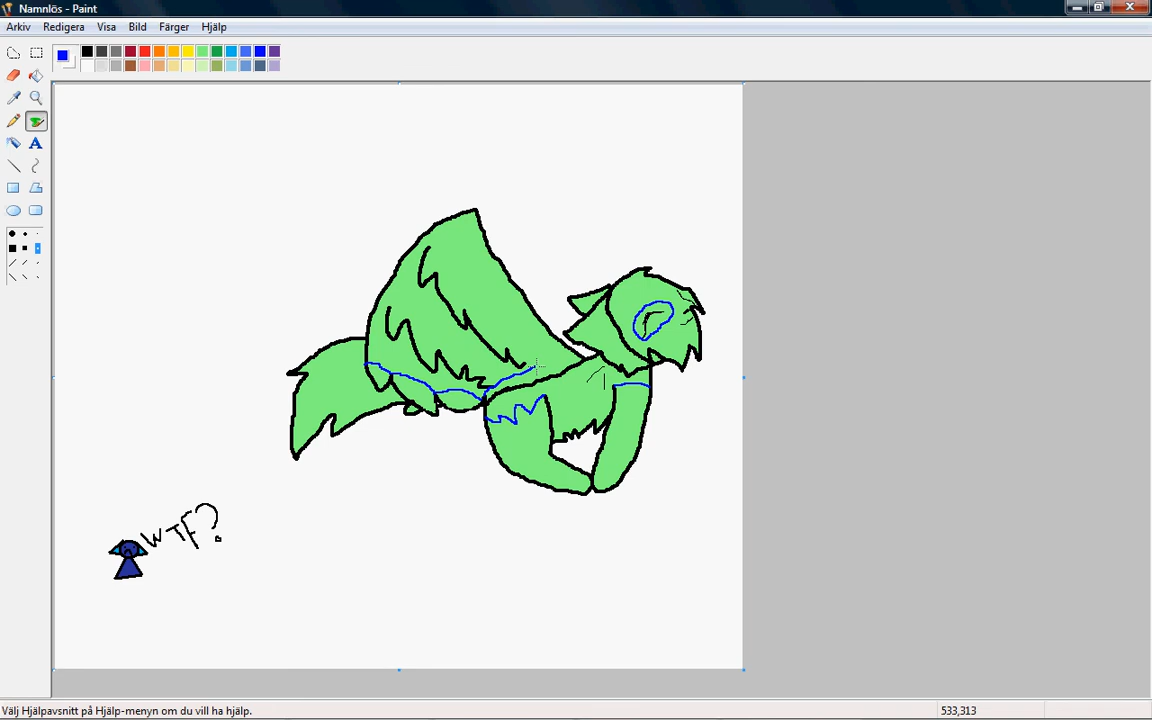 Namnlös - Paint
Arkiv Redigera Visa Bild Färger Hjälp
A
WTF?
Välj Hjälpavsnitt på Hjälp-menyn om du vill ha hjälp.
533,313